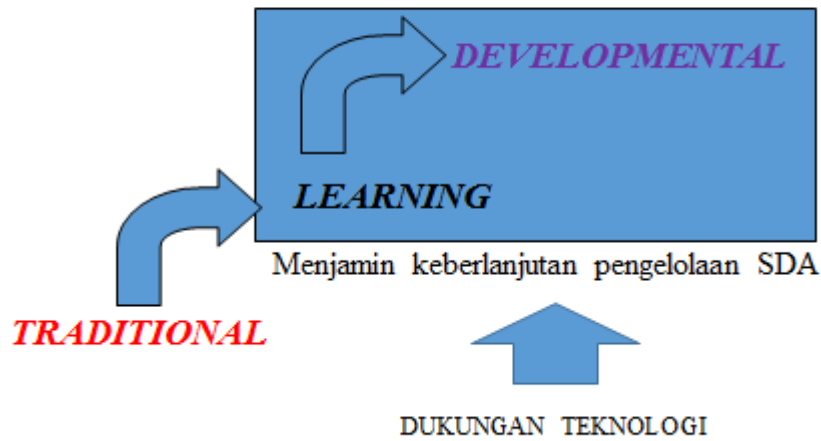 DEVELOPMENTAL
LEARNING
Menjamin keberlanjutan pengelolaan SDA
TRADITIONAL
DUKUNGAN TEKNOLOGI